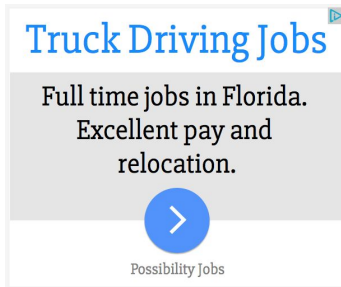 Truck Driving Jobs
Full time jobs in Florida.
Excellent pay and
relocation.
Possibility Jobs